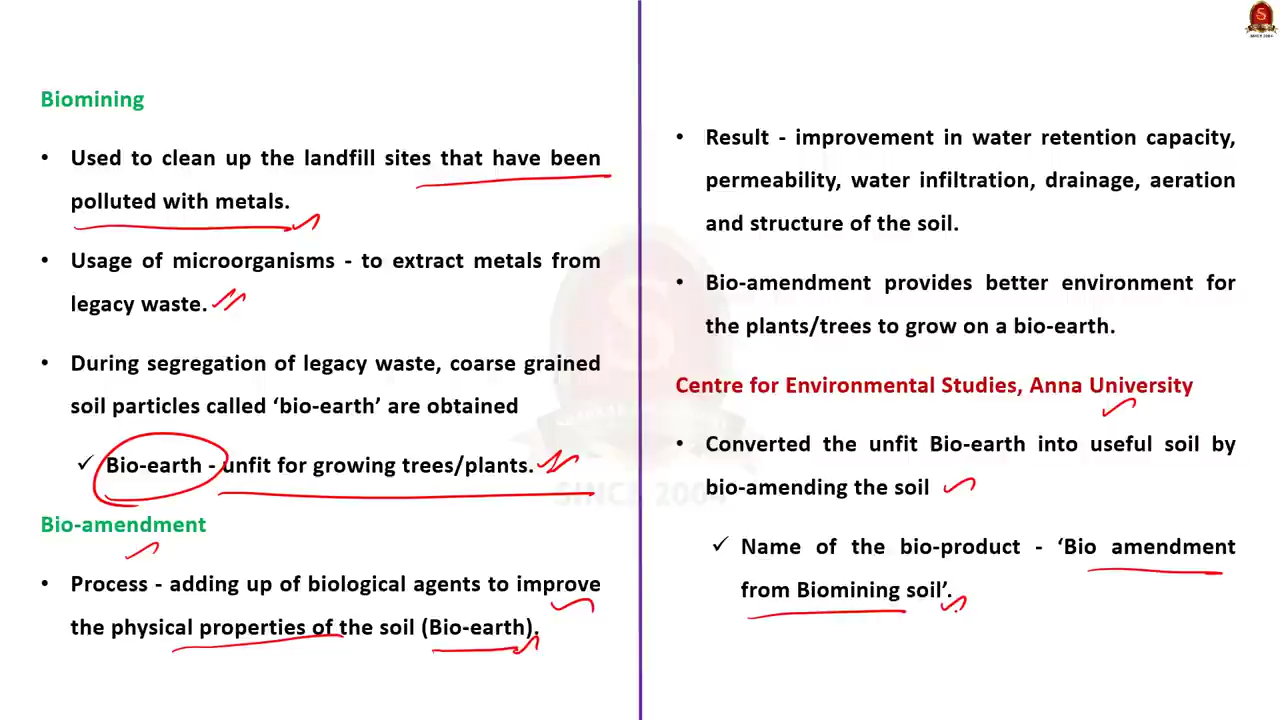 Biomining
• Used to clean up the landfill sites that have been
polluted with metals.
• Usage of microorganisms - to extract metals from
legacy waste.
• During segregation of legacy waste, coarse grained
soil particles called ‘bio-earth’ are obtained
✓ Bio-earth - unfit for growing trees/plants.
Bio-amendment
• Process - adding up of biological agents to improve
the physical properties of the soil (Bio-earth).
• Result - improvement in water retention capacity,
permeability, water infiltration, drainage, aeration
and structure of the soil.
• Bio-amendment provides better environment for
the plants/trees to grow on a bio-earth.
Centre for Environmental Studies, Anna University
• Converted the unfit Bio-earth into useful soil by
bio-amending the soil
✓ Name of the bio-product - ‘Bio amendment
from Biomining soil’.
S
SINCE 2004